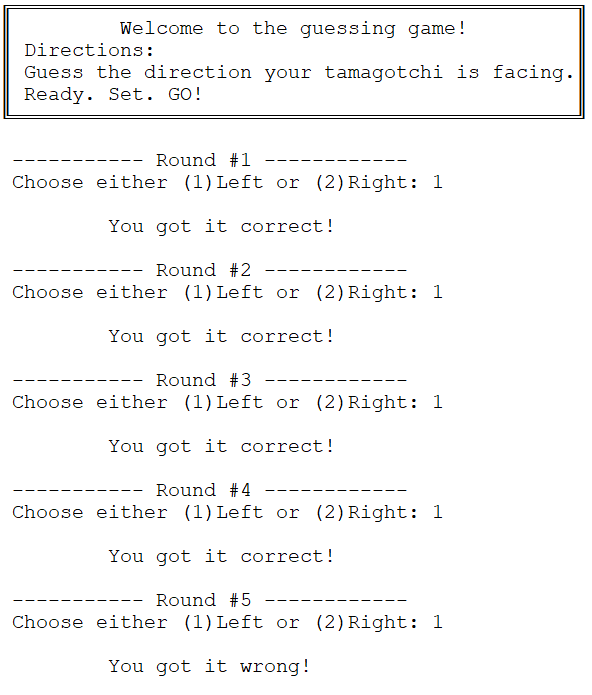 Welcome to the guessing game!
Directions:
Guess the direction your tamagotchi is facing.
Ready. Set. GO!
----------- Round #1 ------------
Choose either (1)Left or (2)Right: 1
You got it correct!
----------- Round #2 ------------
Choose either (1)Left or (2)Right: 1
You got it correct!
----------- Round #3 ------------
Choose either (1)Left or (2)Right: 1
You got it correct!
----------- Round #4 ------------
Choose either (1)Left or (2)Right: 1
You got it correct!
----------- Round #5 ------------
Choose either (1)Left or (2)Right: 1
You got it wrong!